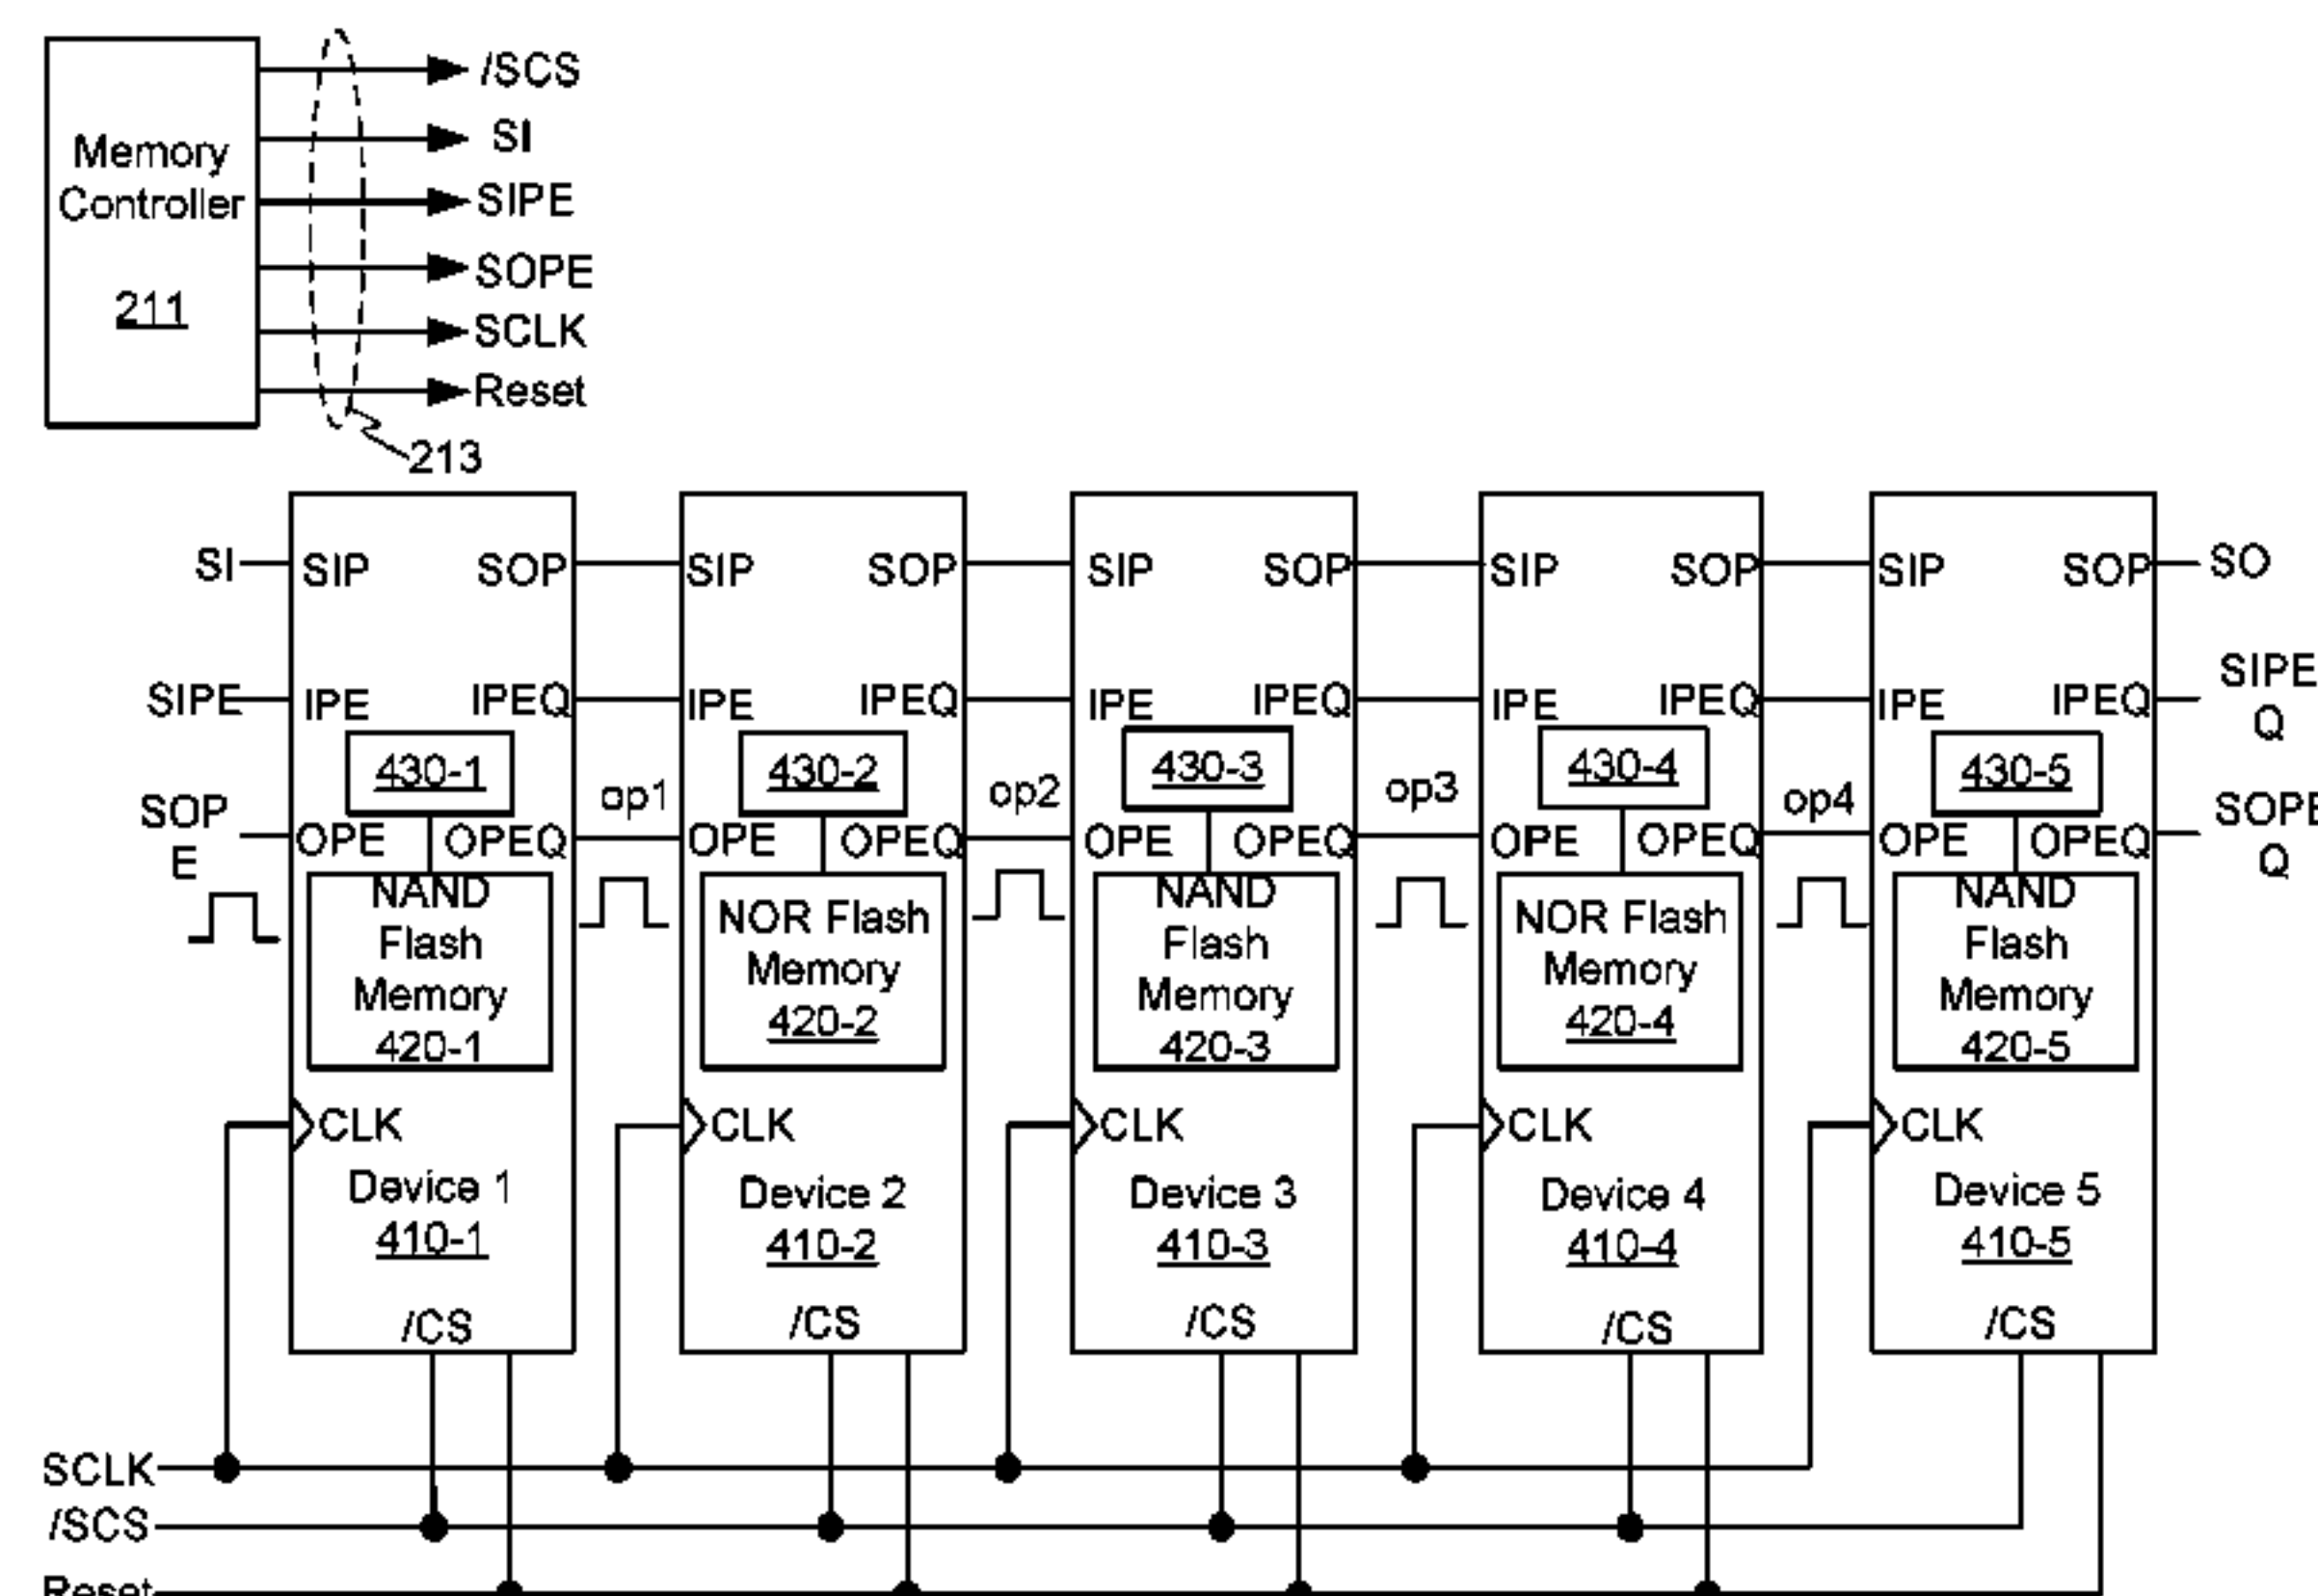 /SCS
SI
SIPE
SOPE
SCLK
Reset
Memory
Controller
211
213
SI
SIP
SOP
SIP
SOP
SIP
SOP
SIP
SOP
SIP
SOP
SO
SIPE
IPE
IPEQ
IPE
IPEQ
IPE
IPEQ
IPE
IPEQ
IPE
IPEQ
SIPE
Q
430-1
430-2
430-3
430-4
430-5
op1
op2
op3
op4
SOP
E
OPE
OPEQ
OPE
OPEQ
OPE
OPEQ
OPE
OPEQ
OPE
OPEQ
SOPE
Q
NAND
Flash
Memory
420-1
NOR Flash
Memory
420-2
NAND
Flash
Memory
420-3
NOR Flash
Memory
420-4
NAND
Flash
Memory
420-5
CLK
CLK
CLK
CLK
CLK
Device 1
410-1
Device 2
410-2
Device 3
410-3
Device 4
410-4
Device 5
410-5
/CS
/CS
/CS
/CS
/CS
SCLK
/SCS
Reset